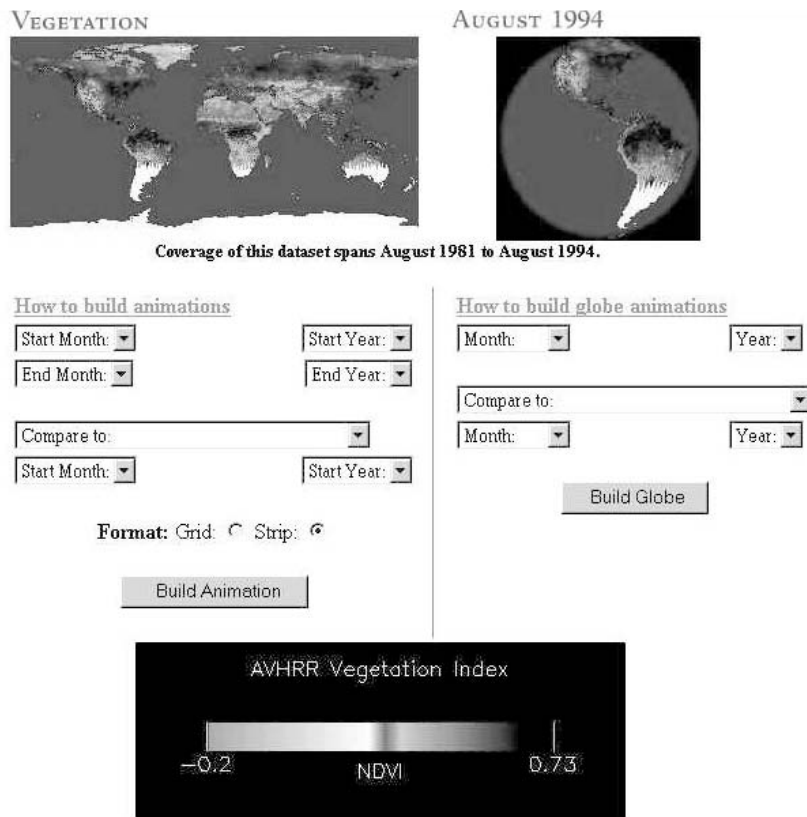 VEGETATION
AUGUST 1994
Coverage of this dataset spans August 1981 to August 1994.
How to build animations
Start Month:
Start Year:
End Month:
End Year:
Compare to:
Start Month:
Start Year:
Format: Grid: Strip:
Build Animation
How to build globe animations
Month:
Year:
Compare to:
Month:
Year:
Build Globe
AVHRR Vegetation Index
-0.2
NDVI
0.73